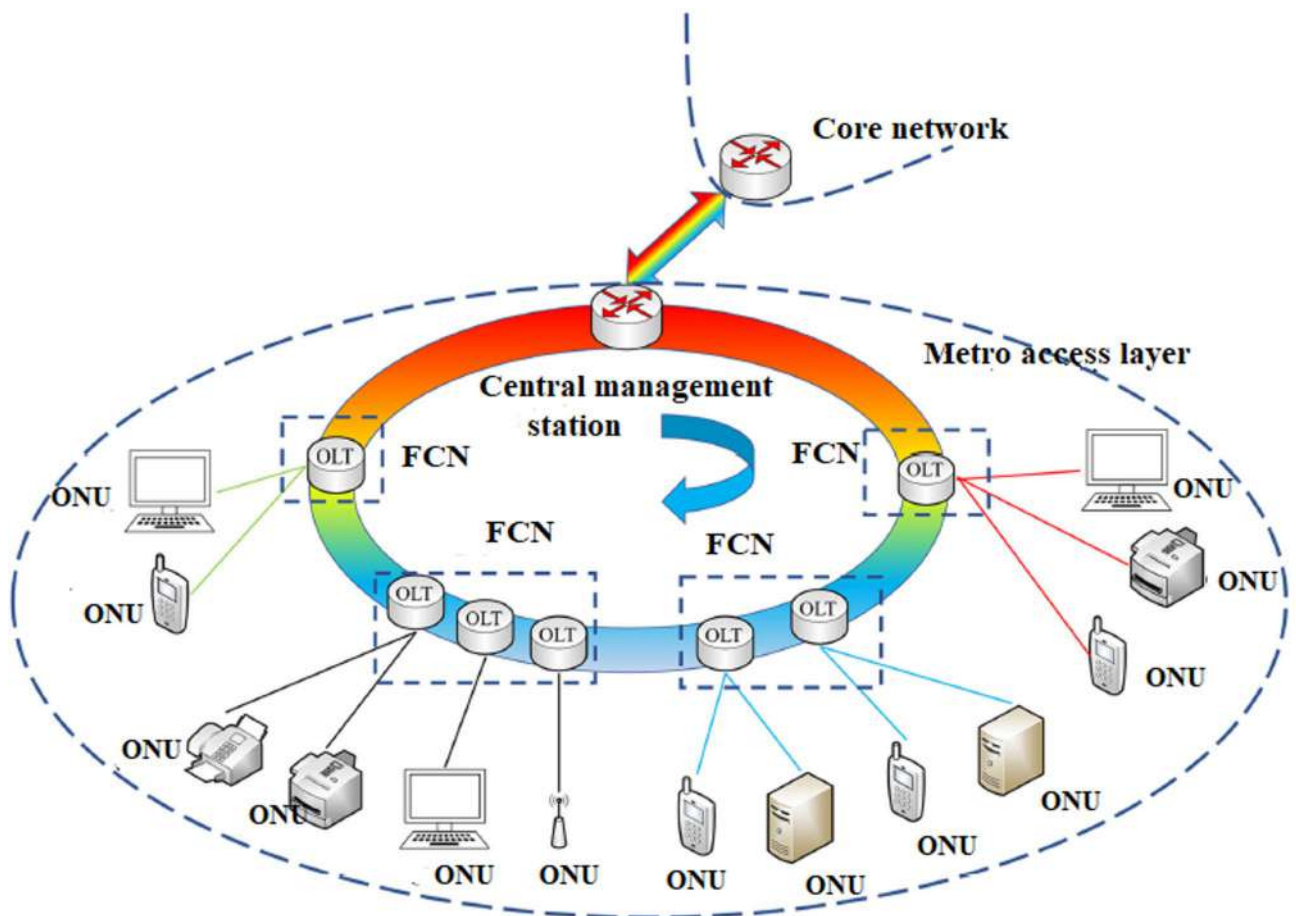 Core network
Metro access layer
Central management
station
OLT
FCN
FCN
OLT
ONU
ONU
FCN
FCN
ONU
ONU
OLT
OLT
OLT
OLT
OLT
ONU
ONU
ONU
ONU
ONU
ONU
ONU
ONU
ONU
ONU